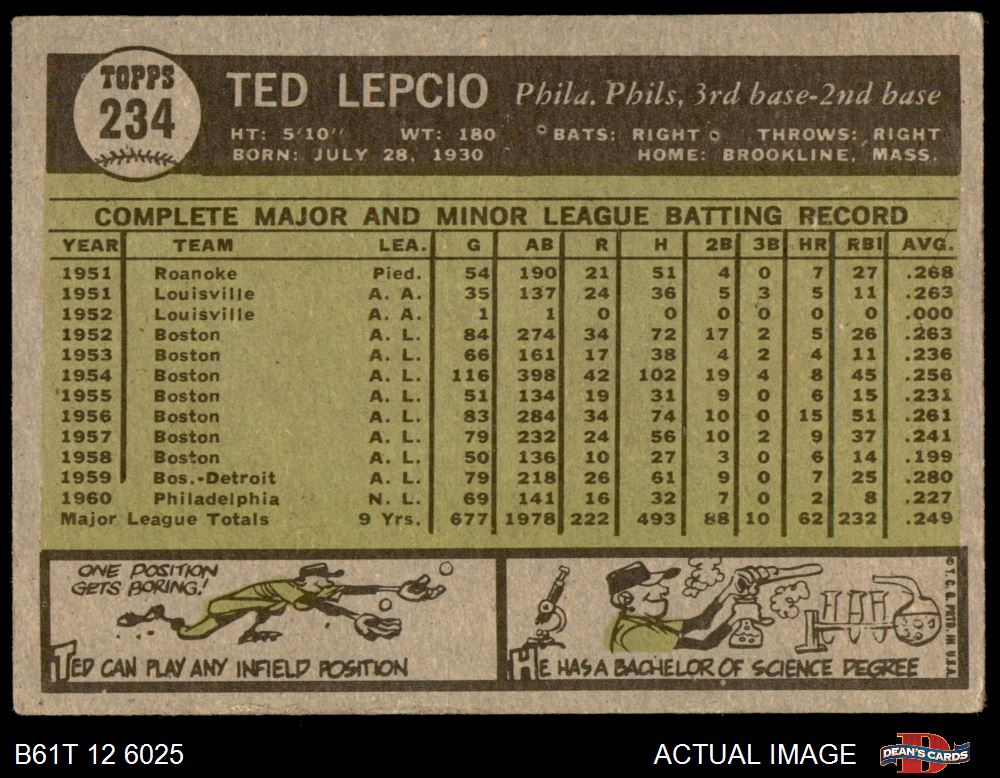 TOPPS
234
TED LEPCIO Phila. Phils, 3rd base-2nd base
HT: 5'10" WT: 180 BATS: RIGHT THROWS: RIGHT
BORN: JULY 28, 1930 HOME: BROOKLINE, MASS.
COMPLETE MAJOR AND MINOR LEAGUE BATTING RECORD
YEAR TEAM LEA. G AB R H 2B 3B HR RBI AVG.
1951 Roanoke Pied. 54 190 21 51 4 0 7 27 .268
1951 Louisville A. A. 35 137 24 36 5 3 5 11 .263
1952 Louisville A. A. 1 1 0 0 0 0 0 0 .000
1952 Boston A. L. 84 274 34 72 17 2 5 26 .263
1953 Boston A. L. 66 161 17 38 4 2 4 11 .236
1954 Boston A. L. 116 398 42 102 19 4 8 45 .256
1955 Boston A. L. 51 134 19 31 9 0 6 15 .231
1956 Boston A. L. 83 284 34 74 10 0 15 51 .261
1957 Boston A. L. 79 232 24 56 10 2 9 37 .241
1958 Boston A. L. 50 136 10 27 3 0 6 14 .199
1959 Bos.-Detroit A. L. 79 218 26 61 9 0 7 25 .280
1960 Philadelphia N. L. 69 141 16 32 7 0 2 8 .227
Major League Totals 9 Yrs. 677 1978 222 493 88 10 62 232 .249
ONE POSITION
GETS BORING!
TED CAN PLAY ANY INFIELD POSITION
HE HAS A BACHELOR OF SCIENCE DEGREE
© T. C. G. PRTD. IN U.S.A.
B61T 12 6025
ACTUAL IMAGE
DEAN'S CARDS